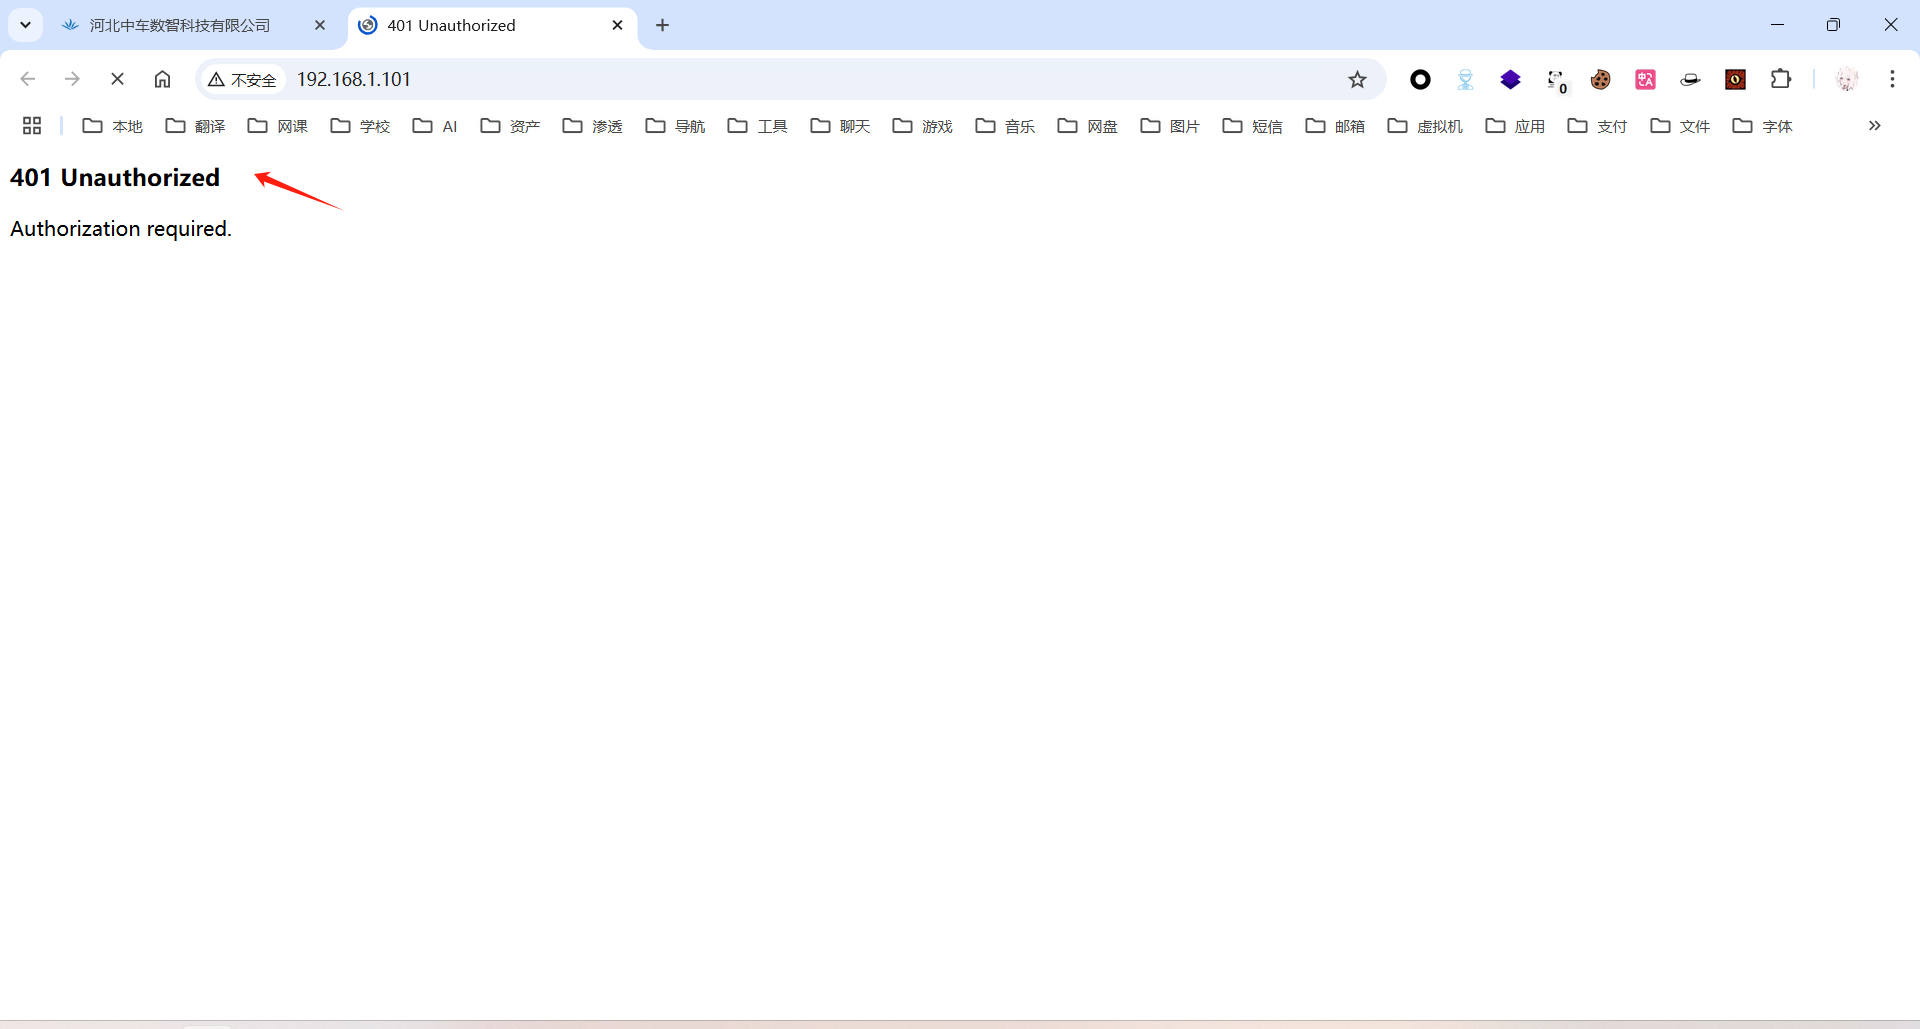 河北中车数智科技有限公司
401 Unauthorized
不安全
192.168.1.101
0
中
CA
本地 翻译 网课 学校 AI 资产 渗透 导航 工具 聊天 游戏 音乐 网盘 图片 短信 邮箱 虚拟机 应用 支付 文件 字体
401 Unauthorized
Authorization required.